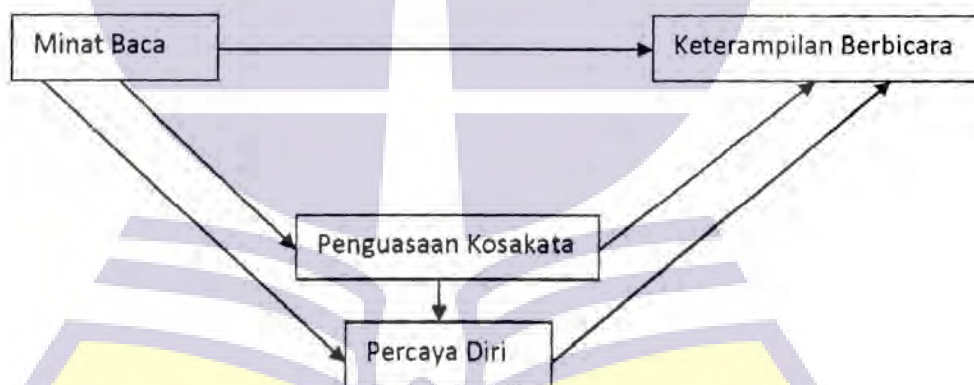 Minat Baca
Keterampilan Berbicara
Penguasaan Kosakata
Percaya Diri